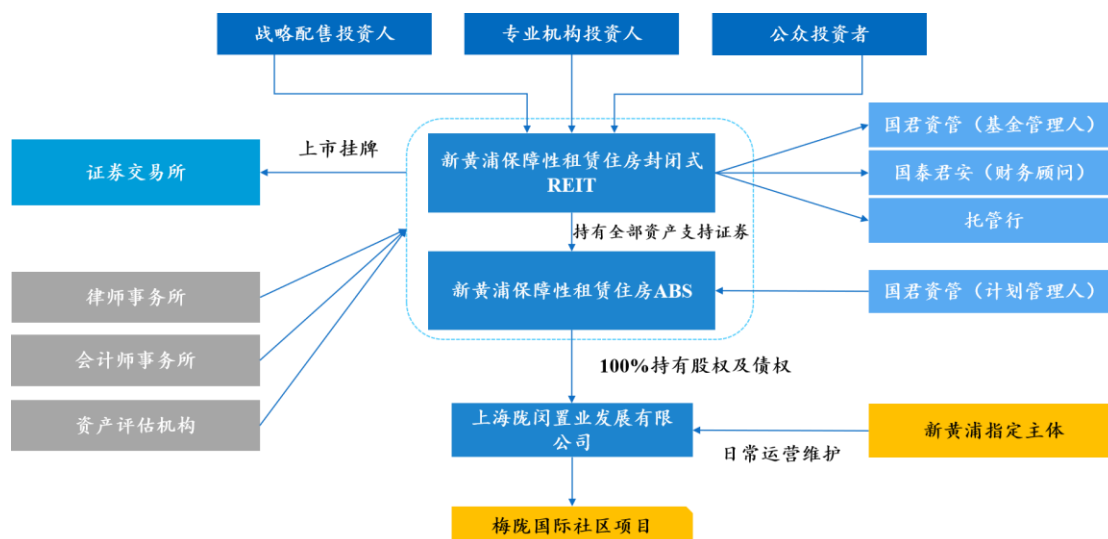 战略配售投资人
专业机构投资人
公众投资者
证券交易所
上市挂牌
新黄浦保障性租赁住房封闭式
REIT
国君资管（基金管理人）
国泰君安（财务顾问）
托管行
持有全部资产支持证券
律师事务所
会计师事务所
资产评估机构
新黄浦保障性租赁住房ABS
国君资管（计划管理人）
100%持有股权及债权
上海陇闵置业发展有限
公司
日常运营维护
新黄浦指定主体
梅陇国际社区项目